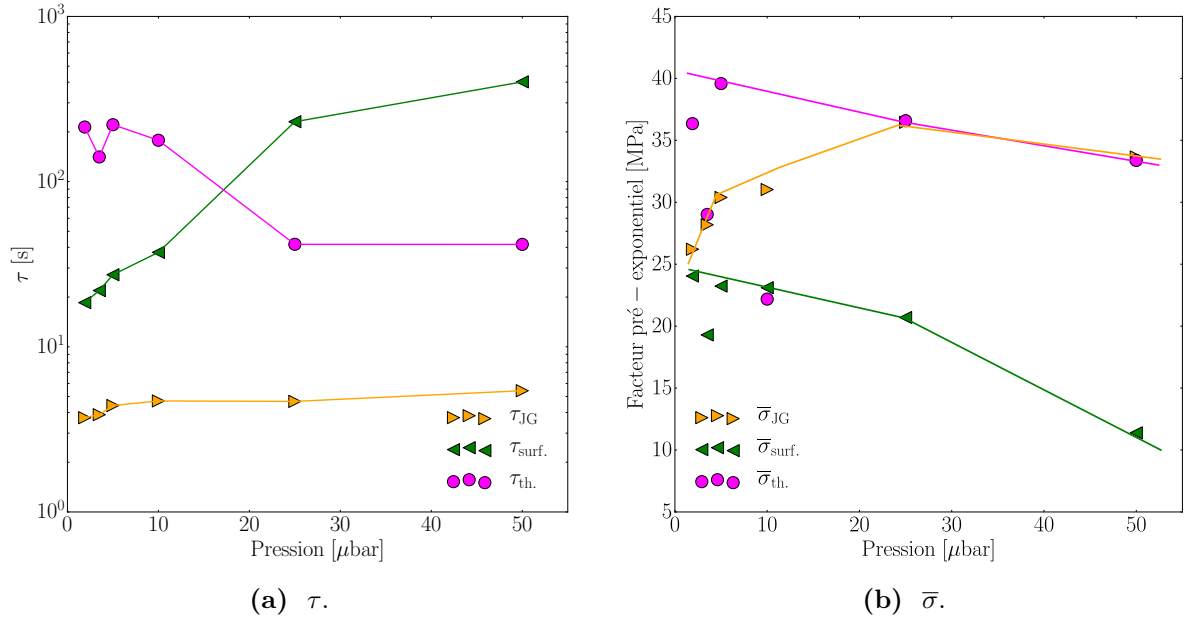 10³
10²
10¹
10⁰
τ [s]
0 10 20 30 40 50
Pression [μbar]
τ_JG
τ_surf.
τ_th.
(a) τ.
45
40
35
30
25
20
15
10
5
Facteur pré − exponentiel [MPa]
0 10 20 30 40 50
Pression [μbar]
σ̅_JG
σ̅_surf.
σ̅_th.
(b) σ̅.